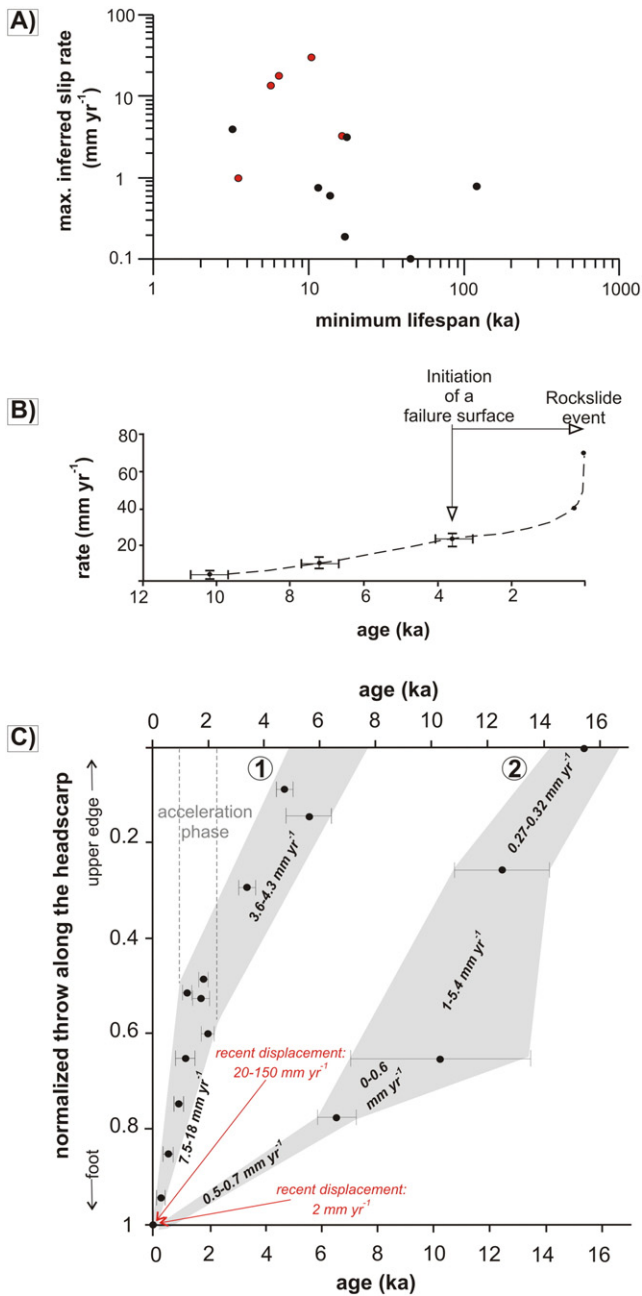 A)
max. inferred slip rate
(mm yr⁻¹)
100
10
1
0.1
1
10
100
1000
minimum lifespan (ka)
B)
Initiation
of a
failure surface
Rockslide
event
rate (mm yr⁻¹)
80
60
40
20
12
10
8
6
4
2
age (ka)
C)
age (ka)
0
2
4
6
8
10
12
14
16
normalized throw along the headscarp
upper edge
foot
0.2
0.4
0.6
0.8
1
1
2
acceleration
phase
3.6-4.3 mm yr⁻¹
7.5-18 mm yr⁻¹
0.27-0.32 mm yr⁻¹
1-5.4 mm yr⁻¹
0-0.6
mm yr⁻¹
0.5-0.7 mm yr⁻¹
recent displacement:
20-150 mm yr⁻¹
recent displacement:
2 mm yr⁻¹
0
2
4
6
8
10
12
14
16
age (ka)